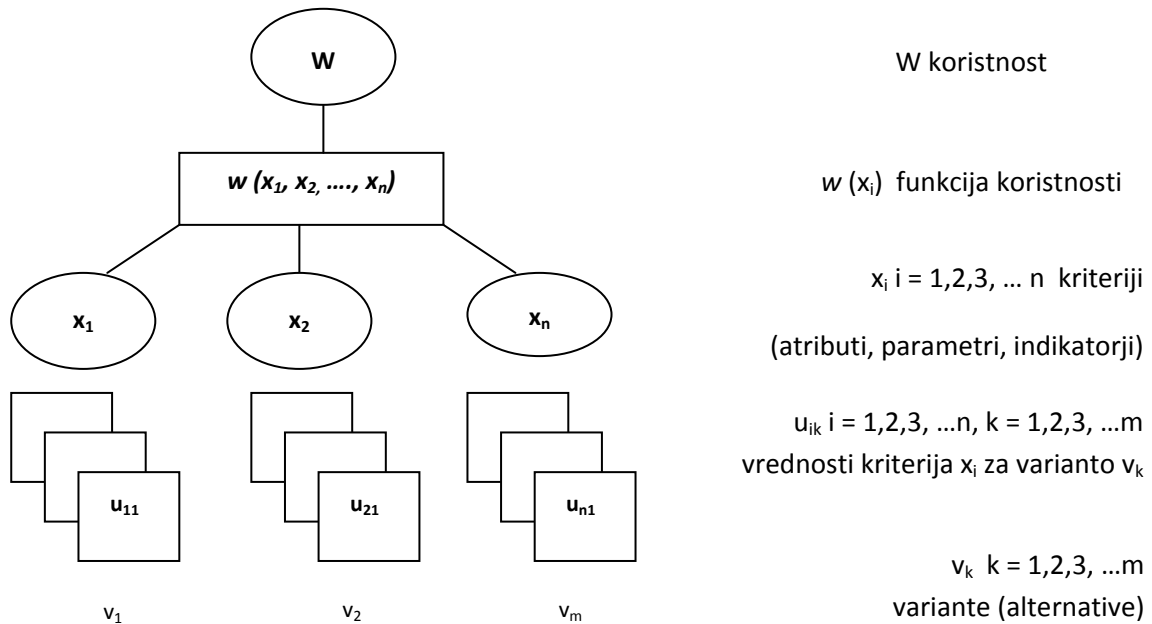 W
W koristnost
w (x₁, x₂, ...., xₙ)
w (xᵢ) funkcija koristnosti
xᵢ i = 1,2,3, ... n kriteriji
x₁
x₂
xₙ
(atributi, parametri, indikatorji)
uᵢₖ i = 1,2,3, ...n, k = 1,2,3, ...m
vrednosti kriterija xᵢ za varianto vₖ
u₁₁
u₂₁
uₙ₁
vₖ k = 1,2,3, ...m
variante (alternative)
v₁
v₂
vₘ